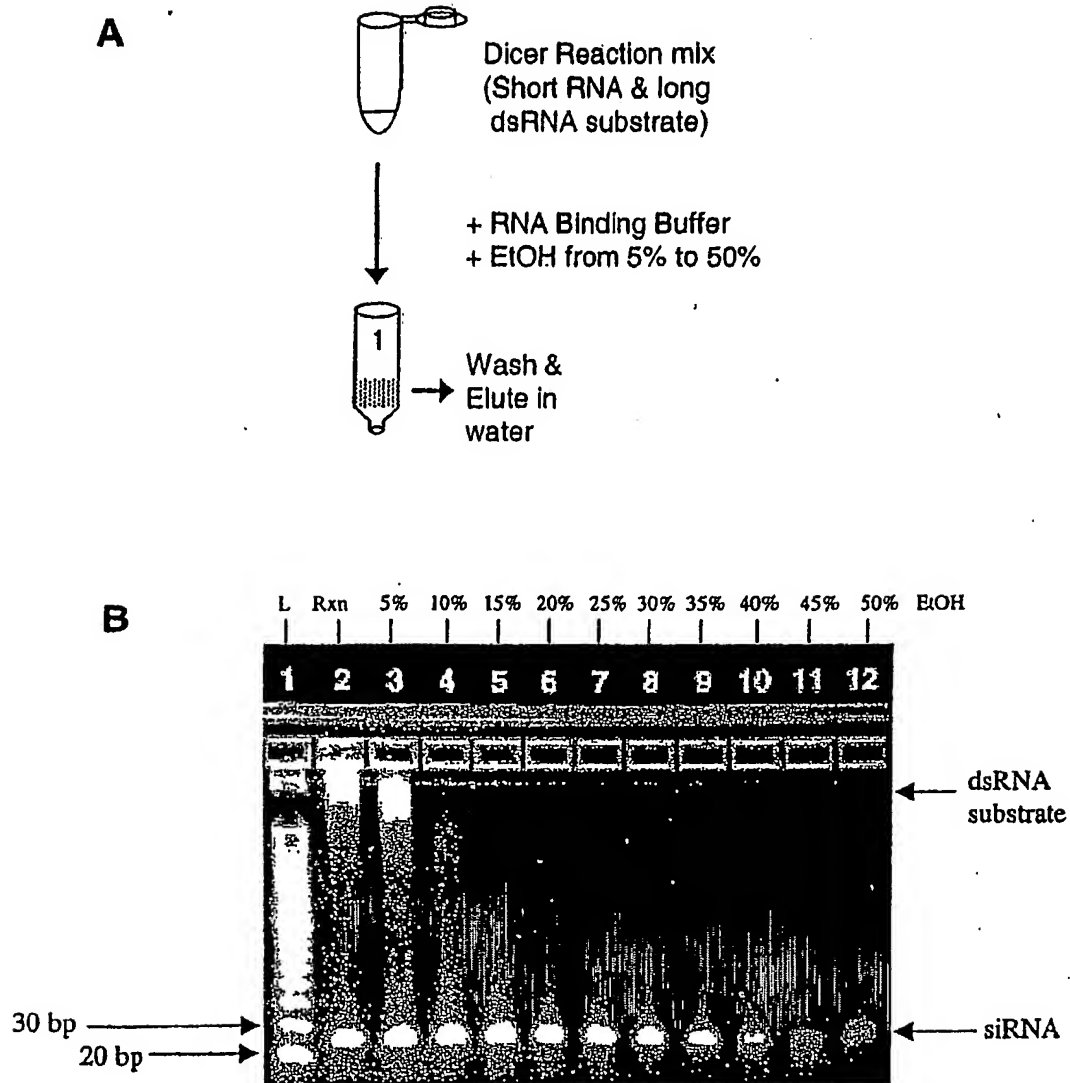 A
Dicer Reaction mix
(Short RNA & long
dsRNA substrate)
+ RNA Binding Buffer
+ EtOH from 5% to 50%
1
Wash &
Elute in
water
B
L Rxn 5% 10% 15% 20% 25% 30% 35% 40% 45% 50% EtOH
1 2 3 4 5 6 7 8 9 10 11 12
dsRNA
substrate
30 bp
siRNA
20 bp